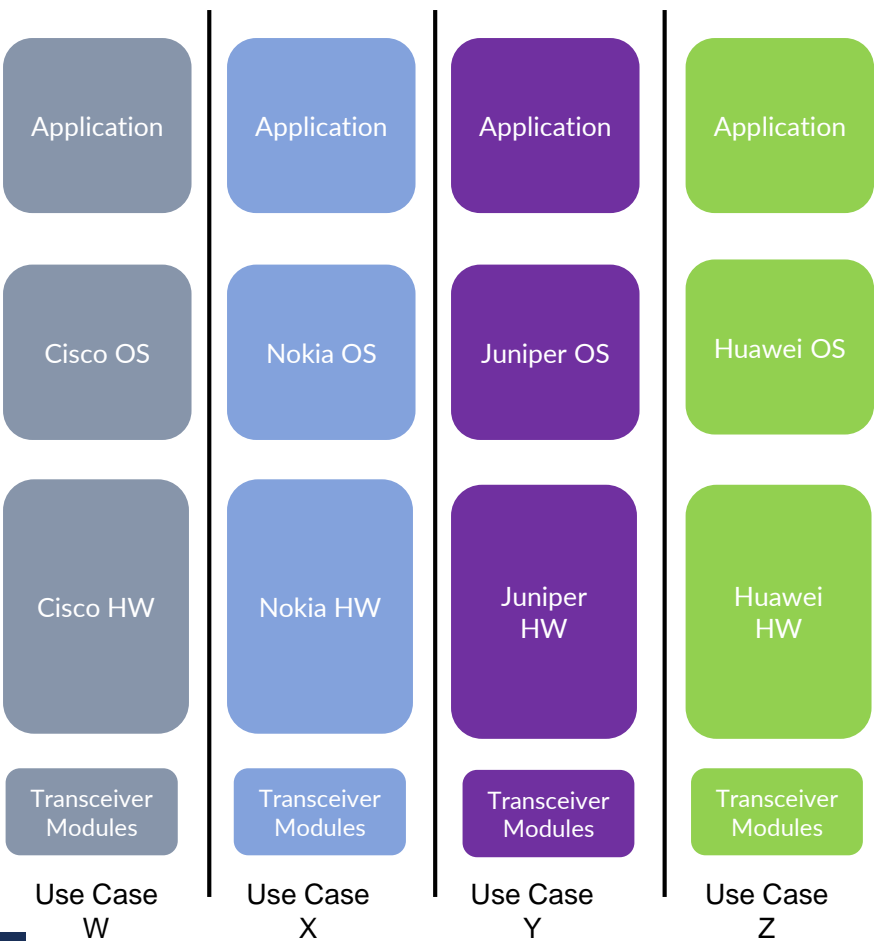 Application
Application
Application
Application
Cisco OS
Nokia OS
Juniper OS
Huawei OS
Cisco HW
Nokia HW
Juniper
HW
Huawei
HW
Transceiver
Modules
Transceiver
Modules
Transceiver
Modules
Transceiver
Modules
Use Case
W
Use Case
X
Use Case
Y
Use Case
Z